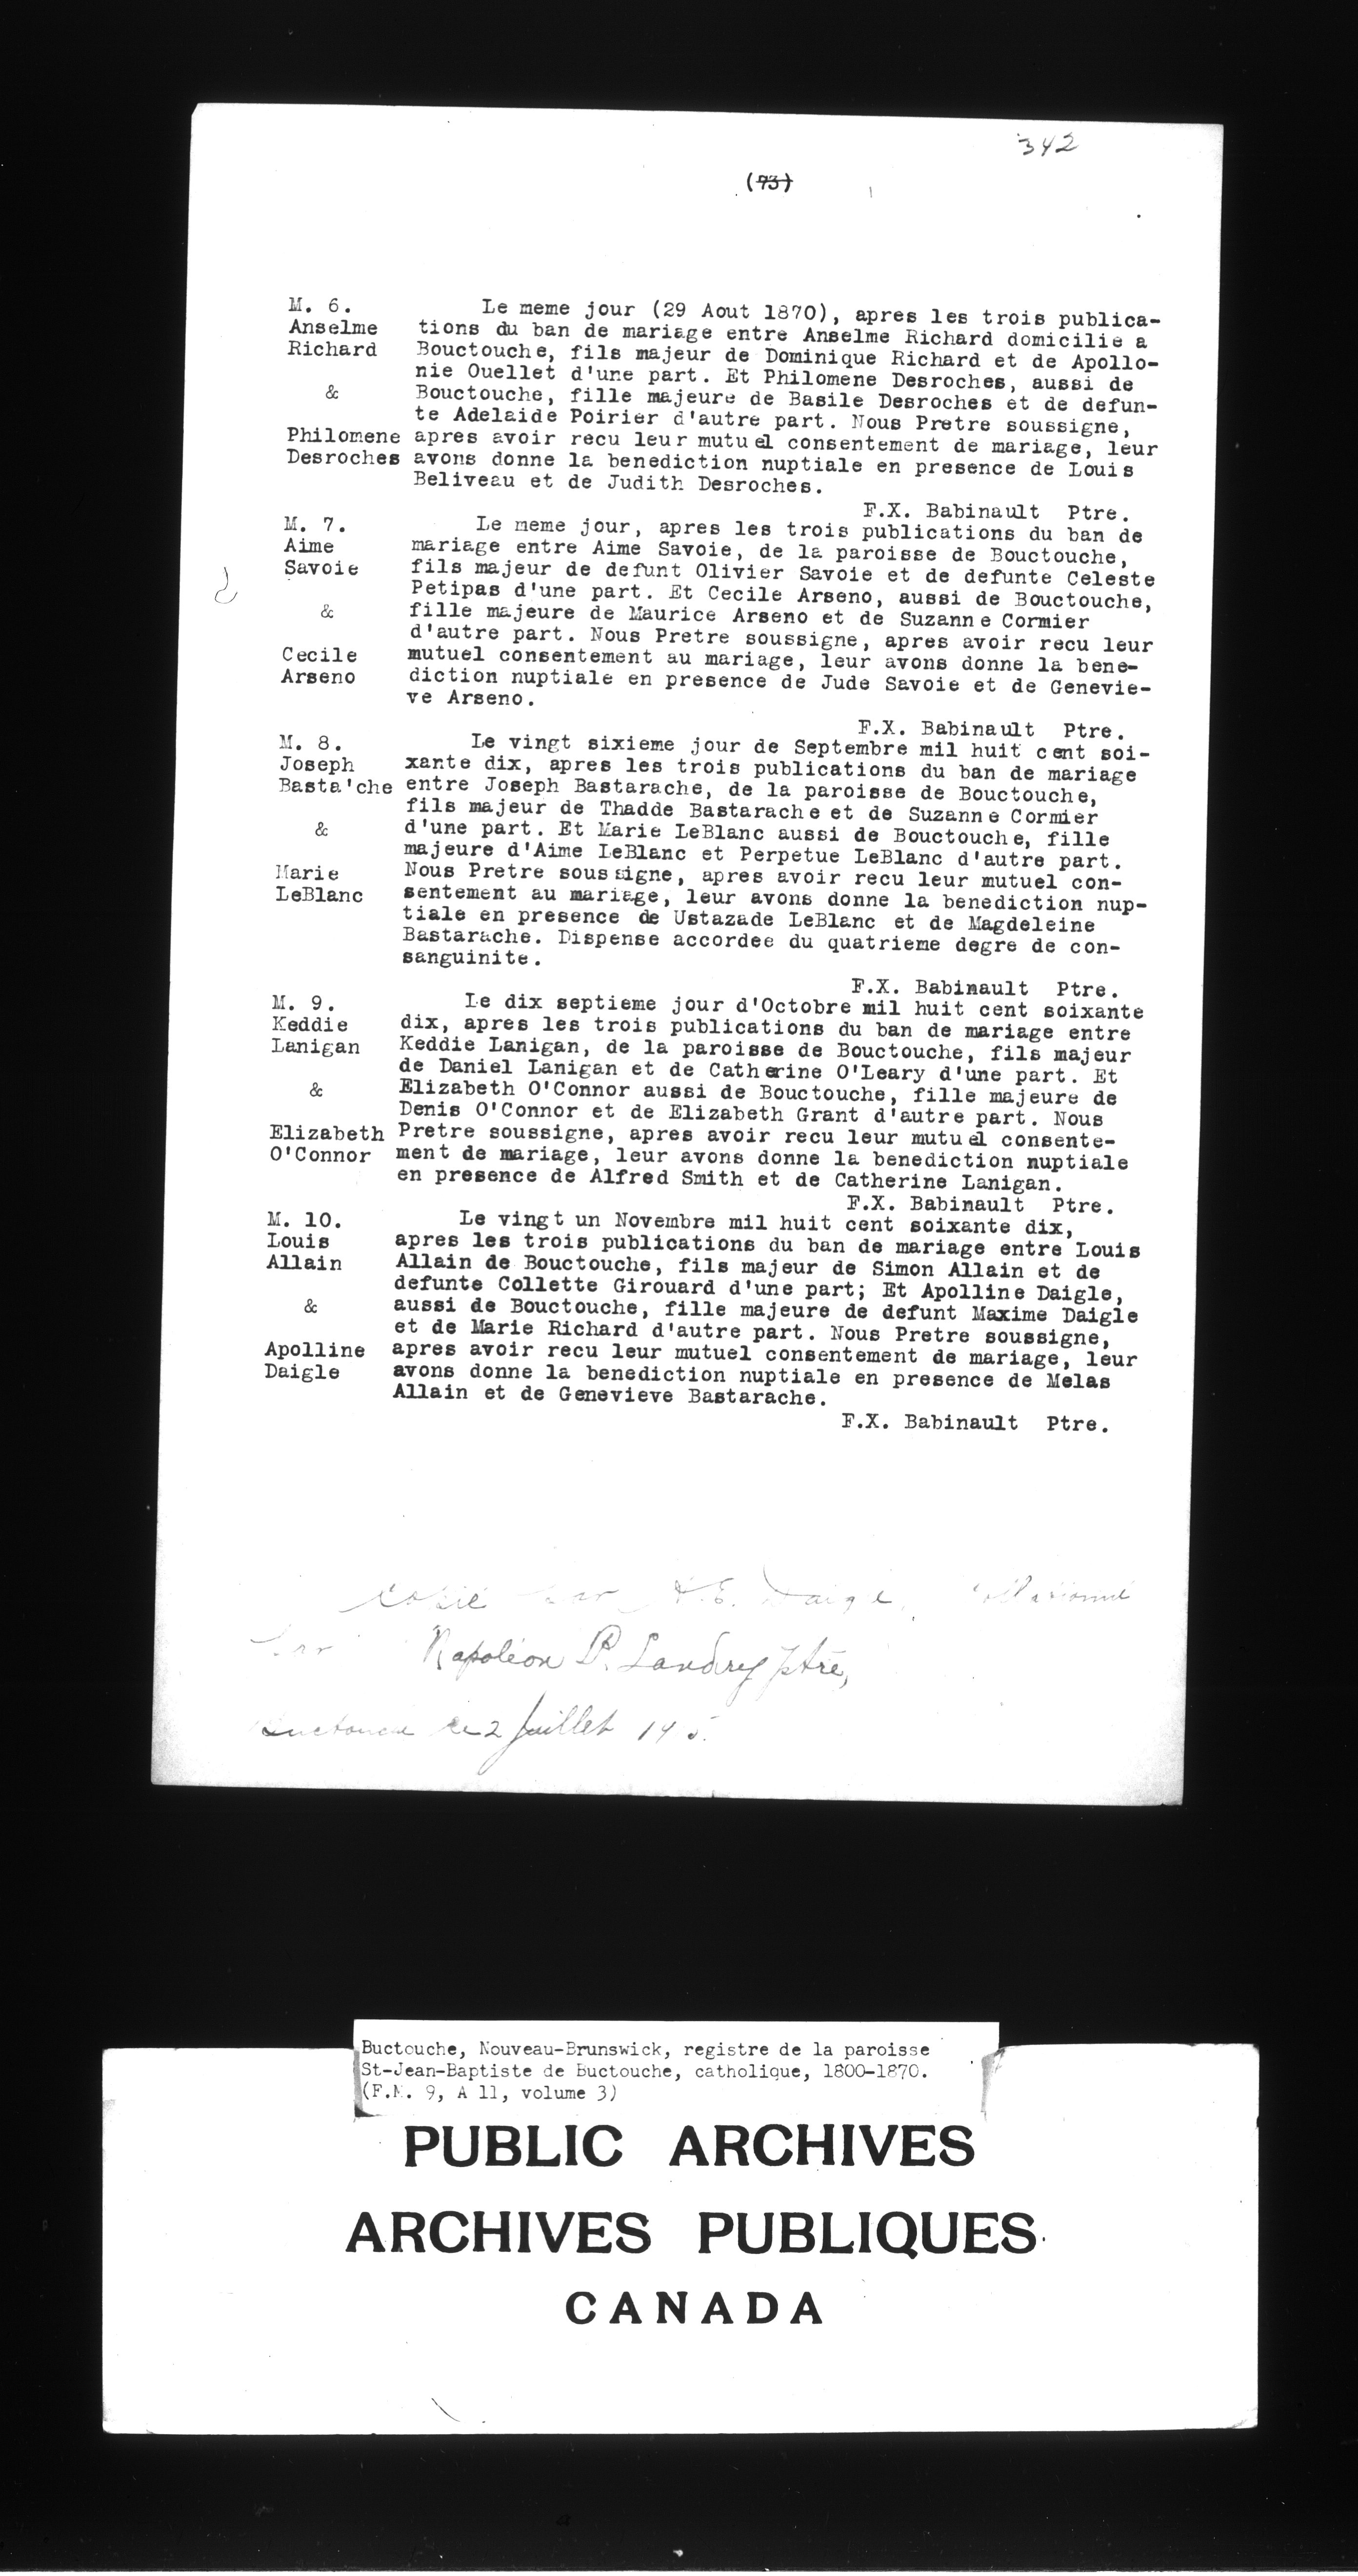 342
(73)
M. 6. Le meme jour (29 Aout 1870), apres les trois publica-
Anselme tions du ban de mariage entre Anselme Richard domicilie a
Richard Bouctouche, fils majeur de Dominique Richard et de Apollo-
nie Ouellet d'une part. Et Philomene Desroches, aussi de
& Bouctouche, fille majeure de Basile Desroches et de defun-
te Adelaide Poirier d'autre part. Nous Pretre soussigne,
Philomene apres avoir recu leur mutuel consentement de mariage, leur
Desroches avons donne la benediction nuptiale en presence de Louis
Beliveau et de Judith Desroches.
F.X. Babinault Ptre.
M. 7. Le meme jour, apres les trois publications du ban de
Aime mariage entre Aime Savoie, de la paroisse de Bouctouche,
Savoie fils majeur de defunt Olivier Savoie et de defunte Celeste
Petipas d'une part. Et Cecile Arseno, aussi de Bouctouche,
& fille majeure de Maurice Arseno et de Suzanne Cormier
d'autre part. Nous Pretre soussigne, apres avoir recu leur
Cecile mutuel consentement au mariage, leur avons donne la bene-
Arseno diction nuptiale en presence de Jude Savoie et de Genevie-
ve Arseno.
F.X. Babinault Ptre.
M. 8. Le vingt sixieme jour de Septembre mil huit cent soi-
Joseph xante dix, apres les trois publications du ban de mariage
Basta'che entre Joseph Bastarache, de la paroisse de Bouctouche,
fils majeur de Thadde Bastarache et de Suzanne Cormier
& d'une part. Et Marie LeBlanc aussi de Bouctouche, fille
majeure d'Aime LeBlanc et Perpetue LeBlanc d'autre part.
Marie Nous Pretre soussigne, apres avoir recu leur mutuel con-
LeBlanc sentement au mariage, leur avons donne la benediction nup-
tiale en presence de Ustazade LeBlanc et de Magdeleine
Bastarache. Dispense accordee du quatrieme degre de con-
sanguinite.
F.X. Babinault Ptre.
M. 9. Le dix septieme jour d'Octobre mil huit cent soixante
Keddie dix, apres les trois publications du ban de mariage entre
Lanigan Keddie Lanigan, de la paroisse de Bouctouche, fils majeur
de Daniel Lanigan et de Catherine O'Leary d'une part. Et
& Elizabeth O'Connor aussi de Bouctouche, fille majeure de
Denis O'Connor et de Elizabeth Grant d'autre part. Nous
Elizabeth Pretre soussigne, apres avoir recu leur mutuel consente-
O'Connor ment de mariage, leur avons donne la benediction nuptiale
en presence de Alfred Smith et de Catherine Lanigan.
F.X. Babinault Ptre.
M. 10. Le vingt un Novembre mil huit cent soixante dix,
Louis apres les trois publications du ban de mariage entre Louis
Allain Allain de Bouctouche, fils majeur de Simon Allain et de
defunte Collette Girouard d'une part; Et Apolline Daigle,
& aussi de Bouctouche, fille majeure de defunt Maxime Daigle
et de Marie Richard d'autre part. Nous Pretre soussigne,
Apolline apres avoir recu leur mutuel consentement de mariage, leur
Daigle avons donne la benediction nuptiale en presence de Melas
Allain et de Genevieve Bastarache.
F.X. Babinault Ptre.
copié par E. Daigle, collationné
par Napoléon P. Landry ptre,
Buctouche le 2 Juillet
Buctouche, Nouveau-Brunswick, registre de la paroisse
St-Jean-Baptiste de Buctouche, catholique, 1800-1870.
(F.M. 9, A 11, volume 3)
PUBLIC ARCHIVES
ARCHIVES PUBLIQUES
CANADA